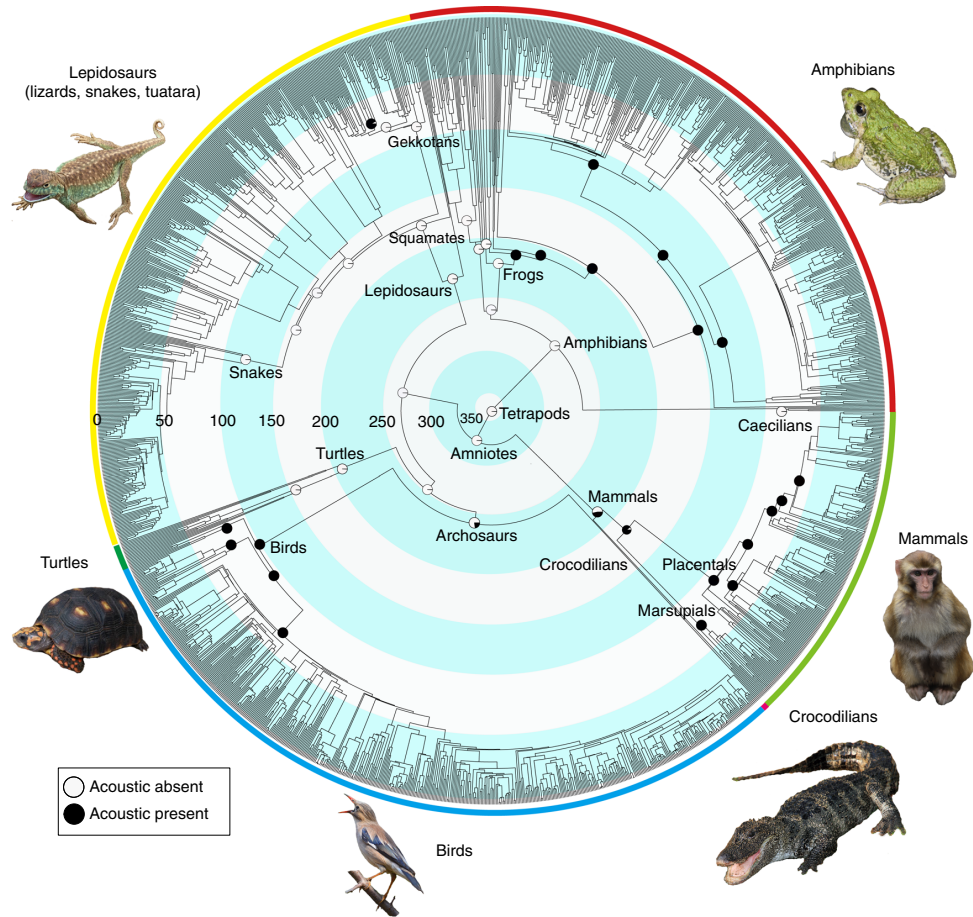 Lepidosaurs
(lizards, snakes, tuatara)
Amphibians
Gekkotans
Squamates
Frogs
Lepidosaurs
Amphibians
Snakes
0 50 100 150 200 250 300 350
Tetrapods
Caecilians
Turtles
Amniotes
Mammals
Archosaurs
Birds
Crocodilians
Placentals
Marsupials
Turtles
Mammals
Crocodilians
Acoustic absent
Acoustic present
Birds